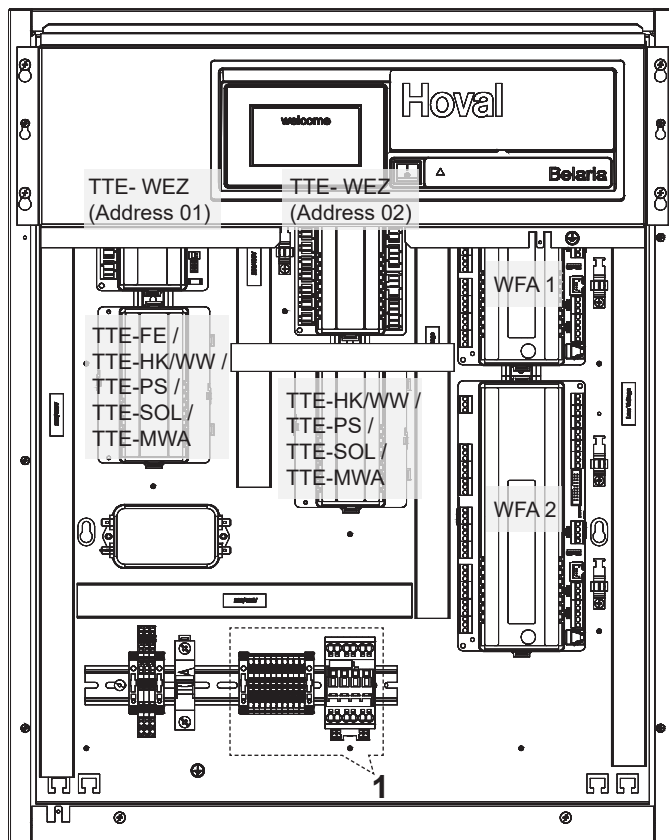 welcome
Hoval
Belaria
TTE- WEZ
(Address 01)
TTE- WEZ
(Address 02)
WFA 1
TTE-FE /
TTE-HK/WW /
TTE-PS /
TTE-SOL /
TTE-MWA
TTE-HK/WW /
TTE-PS /
TTE-SOL /
TTE-MWA
WFA 2
1